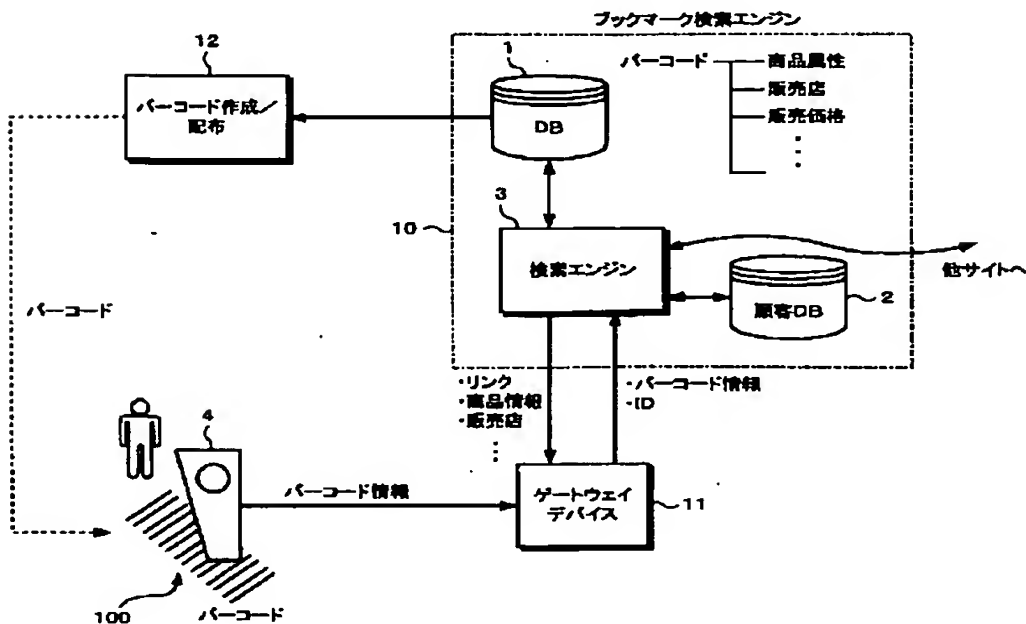 ブックマーク検索エンジン
12
バーコード作成／
配布
1
DB
バーコード
商品属性
販売店
販売価格
3
10
検索エンジン
他サイトへ
顧客DB
2
バーコード
・リンク
・商品情報
・販売店
・バーコード情報
・ID
4
バーコード情報
ゲートウェイ
デバイス
11
100
バーコード